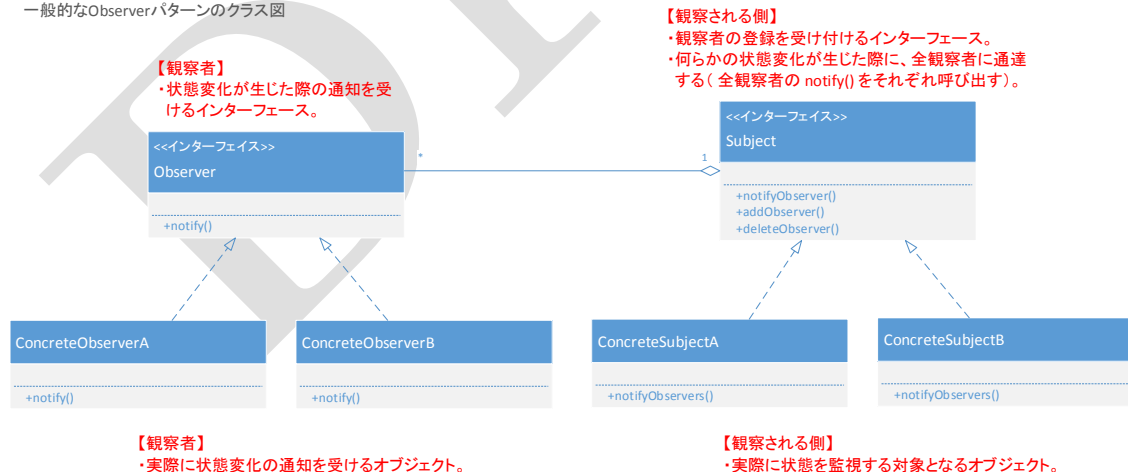 一般的なObserverパターンのクラス図
【観察される側】
・観察者の登録を受け付けるインターフェース。
・何らかの状態変化が生じた際に、全観察者に通達
する( 全観察者の notify() をそれぞれ呼び出す)。
【観察者】
・状態変化が生じた際の通知を受
けるインターフェース。
<<インターフェイス>>
Observer
+notify()
*
1
<<インターフェイス>>
Subject
+notifyObserver()
+addObserver()
+deleteObserver()
ConcreteObserverA
+notify()
ConcreteObserverB
+notify()
ConcreteSubjectA
+notifyObservers()
ConcreteSubjectB
+notifyObservers()
【観察者】
・実際に状態変化の通知を受けるオブジェクト。
【観察される側】
・実際に状態を監視する対象となるオブジェクト。